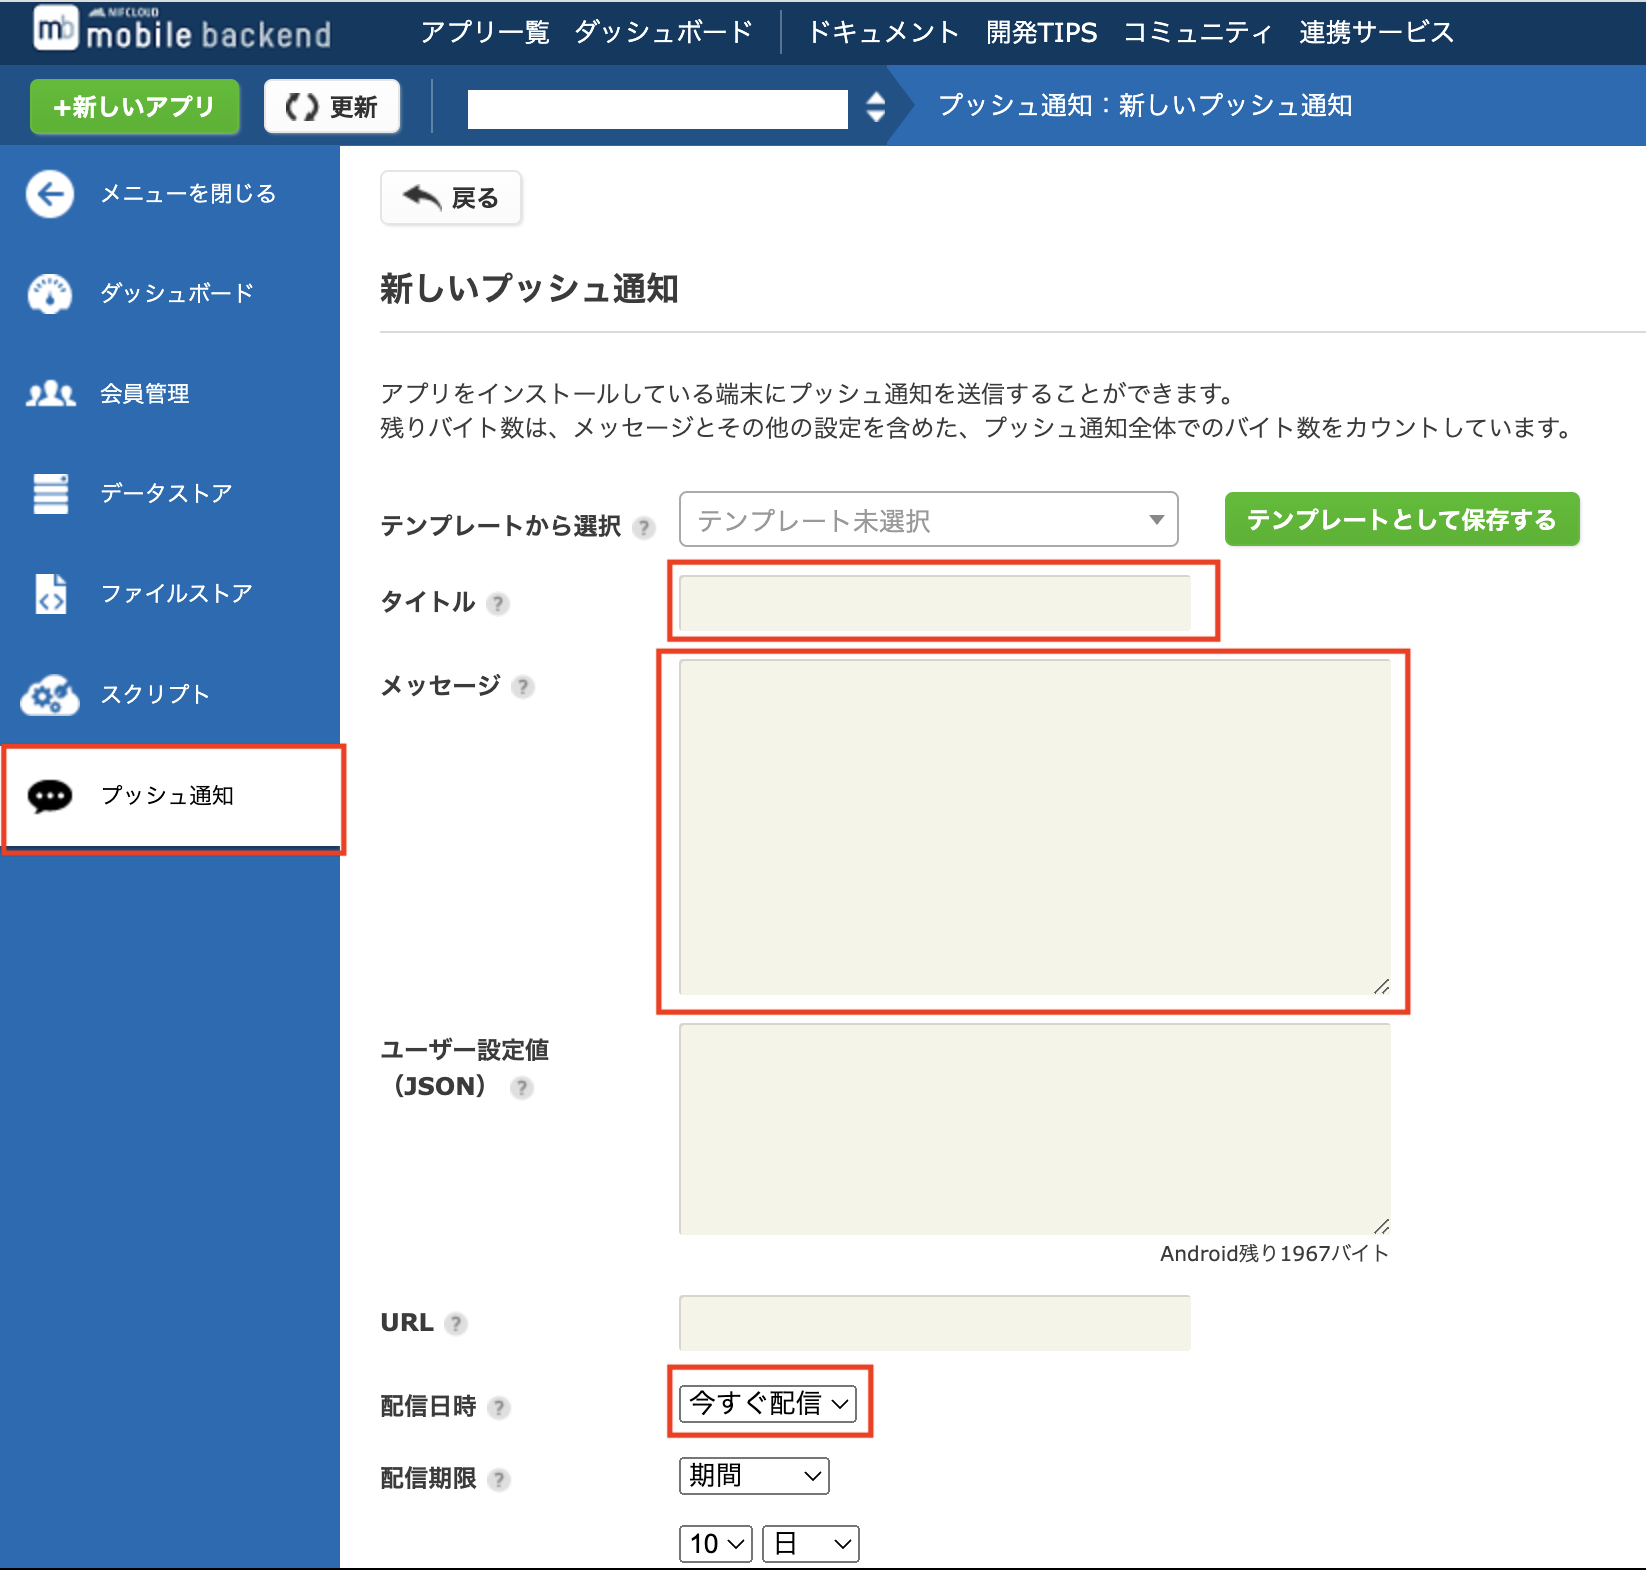 NIFCLOUD
mb mobile backend
アプリ一覧 ダッシュボード ドキュメント 開発TIPS コミュニティ 連携サービス
+新しいアプリ 更新 プッシュ通知：新しいプッシュ通知
メニューを閉じる
ダッシュボード
会員管理
データストア
ファイルストア
スクリプト
プッシュ通知
戻る
新しいプッシュ通知
アプリをインストールしている端末にプッシュ通知を送信することができます。
残りバイト数は、メッセージとその他の設定を含めた、プッシュ通知全体でのバイト数をカウントしています。
テンプレートから選択 ? テンプレート未選択 テンプレートとして保存する
タイトル ?
メッセージ ?
ユーザー設定値
（JSON） ?
Android残り1967バイト
URL ?
配信日時 ? 今すぐ配信
配信期限 ? 期間
10 日